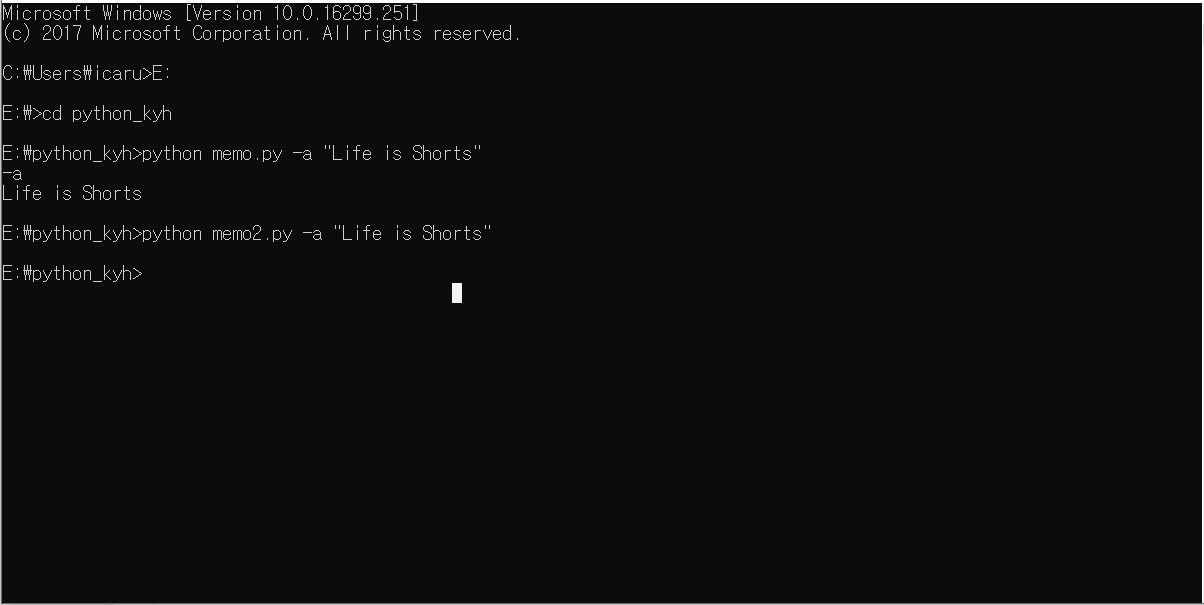 Microsoft Windows [Version 10.0.16299.251]
(c) 2017 Microsoft Corporation. All rights reserved.
C:₩Users₩icaru>E:
E:₩>cd python_kyh
E:₩python_kyh>python memo.py -a "Life is Shorts"
-a
Life is Shorts
E:₩python_kyh>python memo2.py -a "Life is Shorts"
E:₩python_kyh>